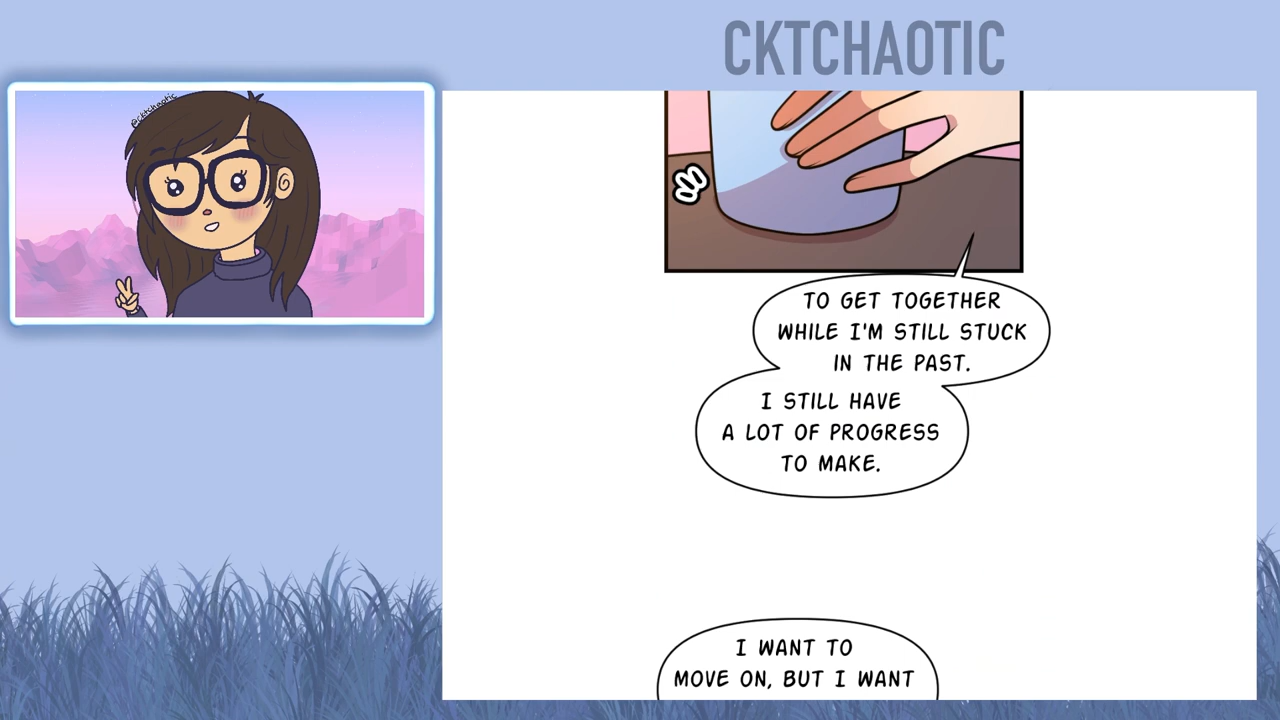 CKTCHAOTIC
@cktchaotic
TO GET TOGETHER
WHILE I'M STILL STUCK
IN THE PAST.
I STILL HAVE
A LOT OF PROGRESS
TO MAKE.
I WANT TO
MOVE ON, BUT I WANT